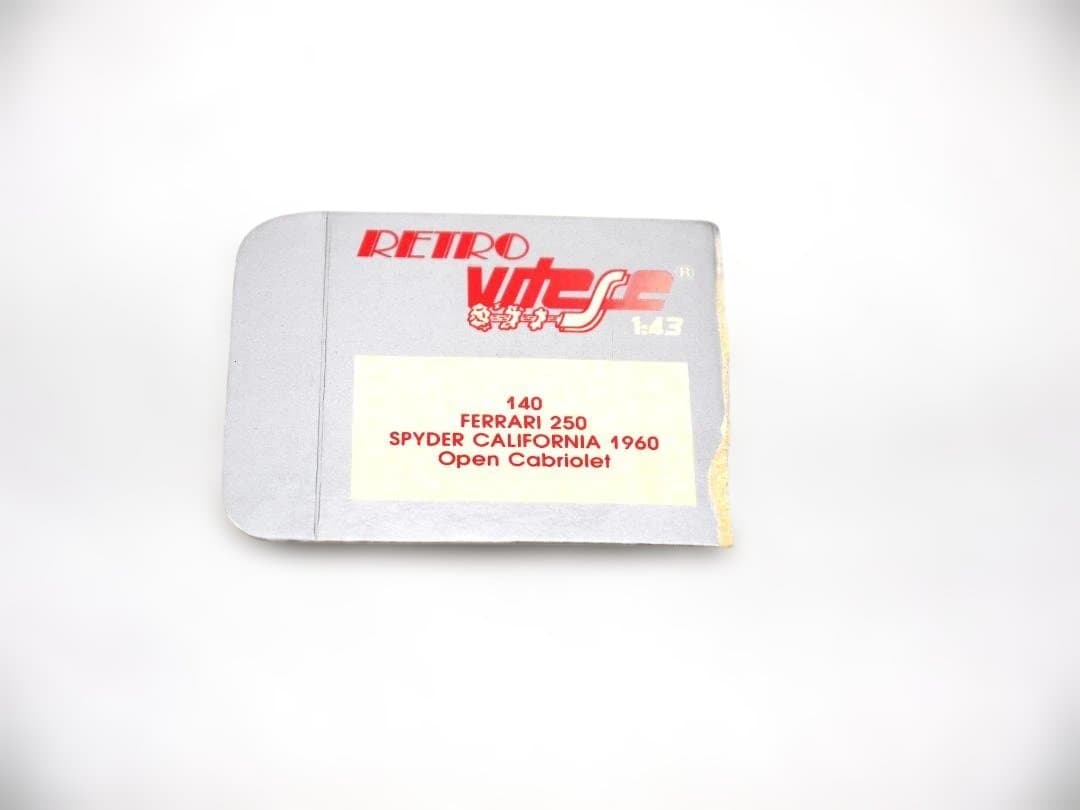 RETRO
Vitesse ®
1:43
140
FERRARI 250
SPYDER CALIFORNIA 1960
Open Cabriolet